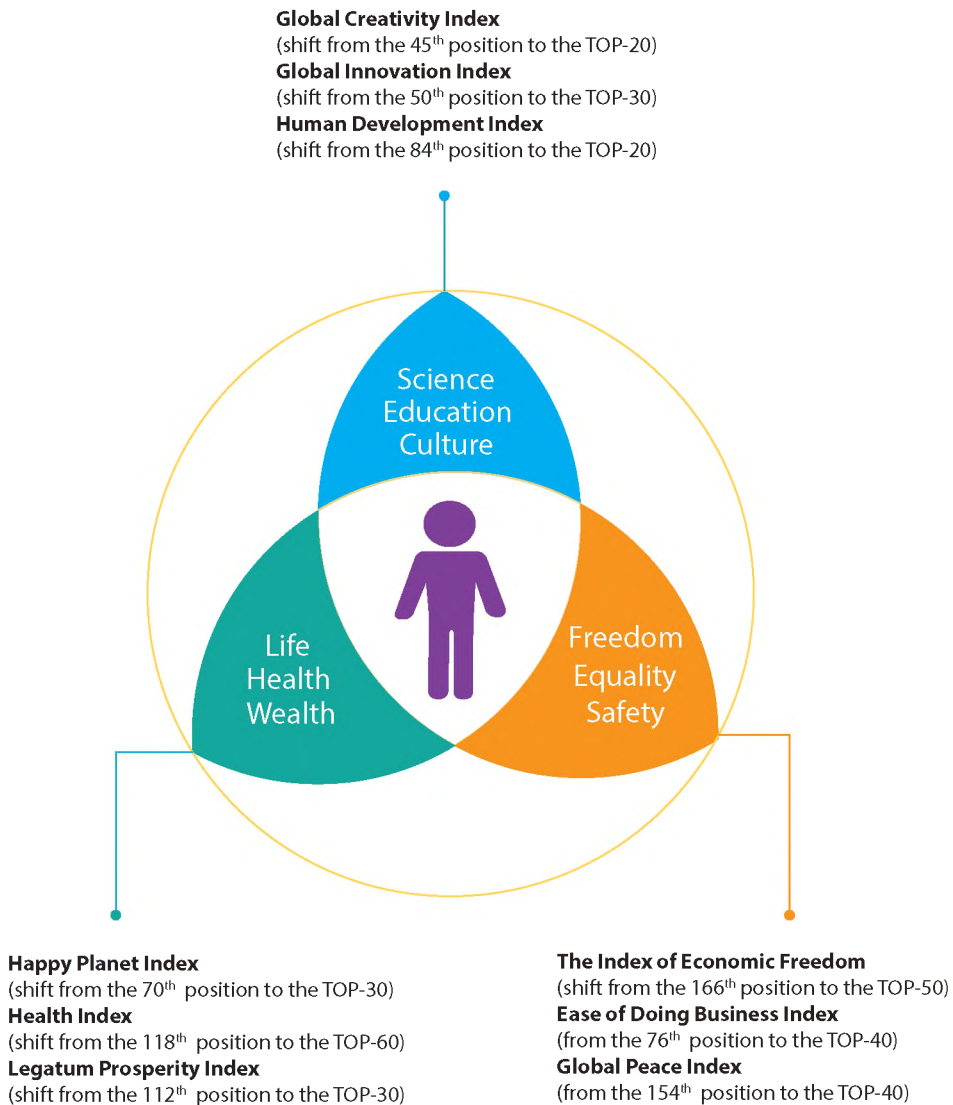 Global Creativity Index
(shift from the 45th position to the TOP-20)
Global Innovation Index
(shift from the 50th position to the TOP-30)
Human Development Index
(shift from the 84th position to the TOP-20)
Science
Education
Culture
Life
Health
Wealth
Freedom
Equality
Safety
Happy Planet Index
(shift from the 70th position to the TOP-30)
Health Index
(shift from the 118th position to the TOP-60)
Legatum Prosperity Index
(shift from the 112th position to the TOP-30)
The Index of Economic Freedom
(shift from the 166th position to the TOP-50)
Ease of Doing Business Index
(from the 76th position to the TOP-40)
Global Peace Index
(from the 154th position to the TOP-40)